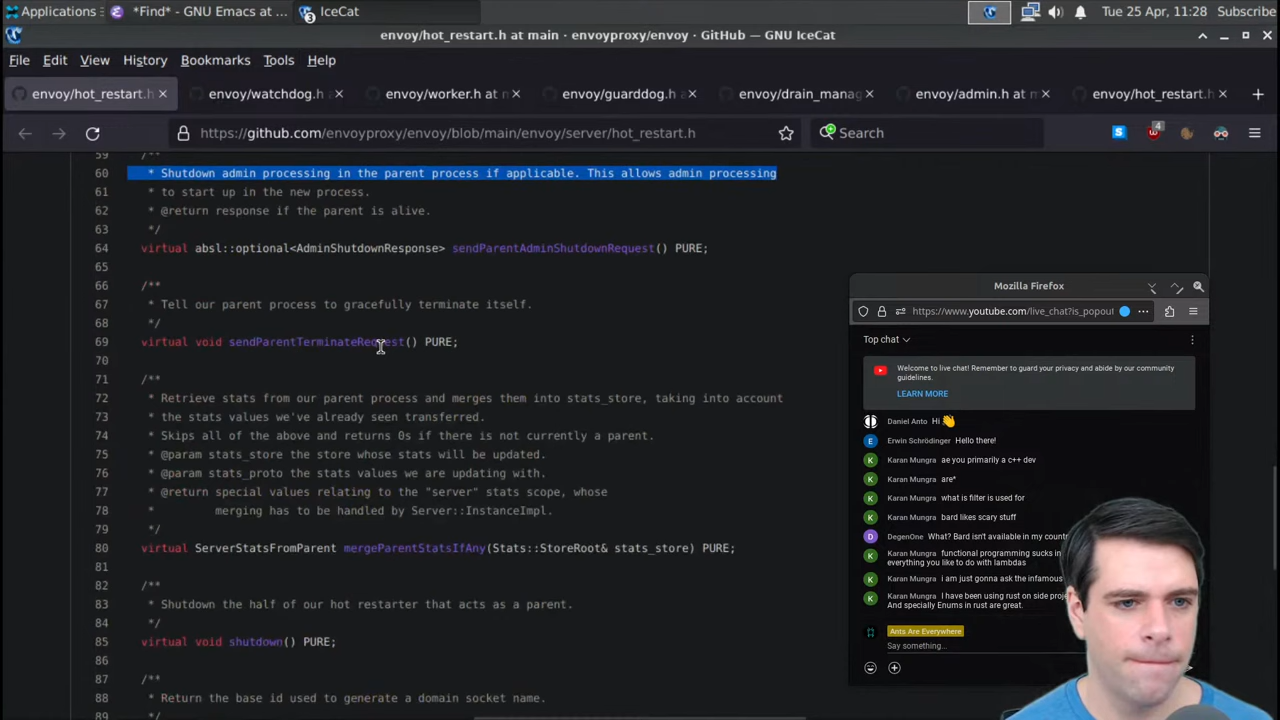 Applications
*Find* - GNU Emacs at ...
3
IceCat
Tue 25 Apr, 11:28
Subscribe
envoy/hot_restart.h at main · envoyproxy/envoy · GitHub — GNU IceCat
File Edit View History Bookmarks Tools Help
envoy/hot_restart.h
envoy/watchdog.h
envoy/worker.h at m
envoy/guarddog.h
envoy/drain_manag
envoy/admin.h at m
envoy/hot_restart.h
https://github.com/envoyproxy/envoy/blob/main/envoy/server/hot_restart.h
Search
4
59 /**
60 * Shutdown admin processing in the parent process if applicable. This allows admin processing
61 * to start up in the new process.
62 * @return response if the parent is alive.
63 */
64 virtual absl::optional<AdminShutdownResponse> sendParentAdminShutdownRequest() PURE;
65
66 /**
67 * Tell our parent process to gracefully terminate itself.
68 */
69 virtual void sendParentTerminateRequest() PURE;
70
71 /**
72 * Retrieve stats from our parent process and merges them into stats_store, taking into account
73 * the stats values we've already seen transferred.
74 * Skips all of the above and returns 0s if there is not currently a parent.
75 * @param stats_store the store whose stats will be updated.
76 * @param stats_proto the stats values we are updating with.
77 * @return special values relating to the "server" stats scope, whose
78 * merging has to be handled by Server::InstanceImpl.
79 */
80 virtual ServerStatsFromParent mergeParentStatsIfAny(Stats::StoreRoot& stats_store) PURE;
81
82 /**
83 * Shutdown the half of our hot restarter that acts as a parent.
84 */
85 virtual void shutdown() PURE;
86
87 /**
88 * Return the base id used to generate a domain socket name.
89 */
Mozilla Firefox
https://www.youtube.com/live_chat?is_popou
Top chat
Welcome to live chat! Remember to guard your privacy and abide by our community
guidelines.
LEARN MORE
Daniel Anto Hi 👋
E Erwin Schrödinger Hello there!
K Karan Mungra ae you primarily a c++ dev
K Karan Mungra are*
K Karan Mungra what is filter is used for
K Karan Mungra bard likes scary stuff
D DegenOne What? Bard isn't available in my count
K Karan Mungra functional programming sucks in
everything you like to do with lambdas
K Karan Mungra i am just gonna ask the infamous
K Karan Mungra I have been using rust on side proj
And specially Enums in rust are great.
Ants Are Everywhere
Say something...